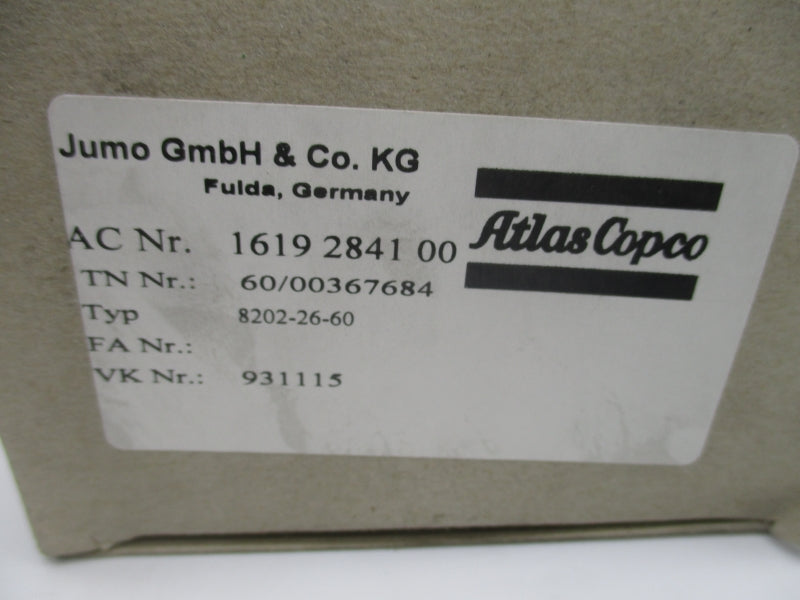 Jumo GmbH & Co. KG
Fulda, Germany
AC Nr. 1619 2841 00
Atlas Copco
TN Nr.: 60/00367684
Typ 8202-26-60
FA Nr.:
VK Nr.: 931115